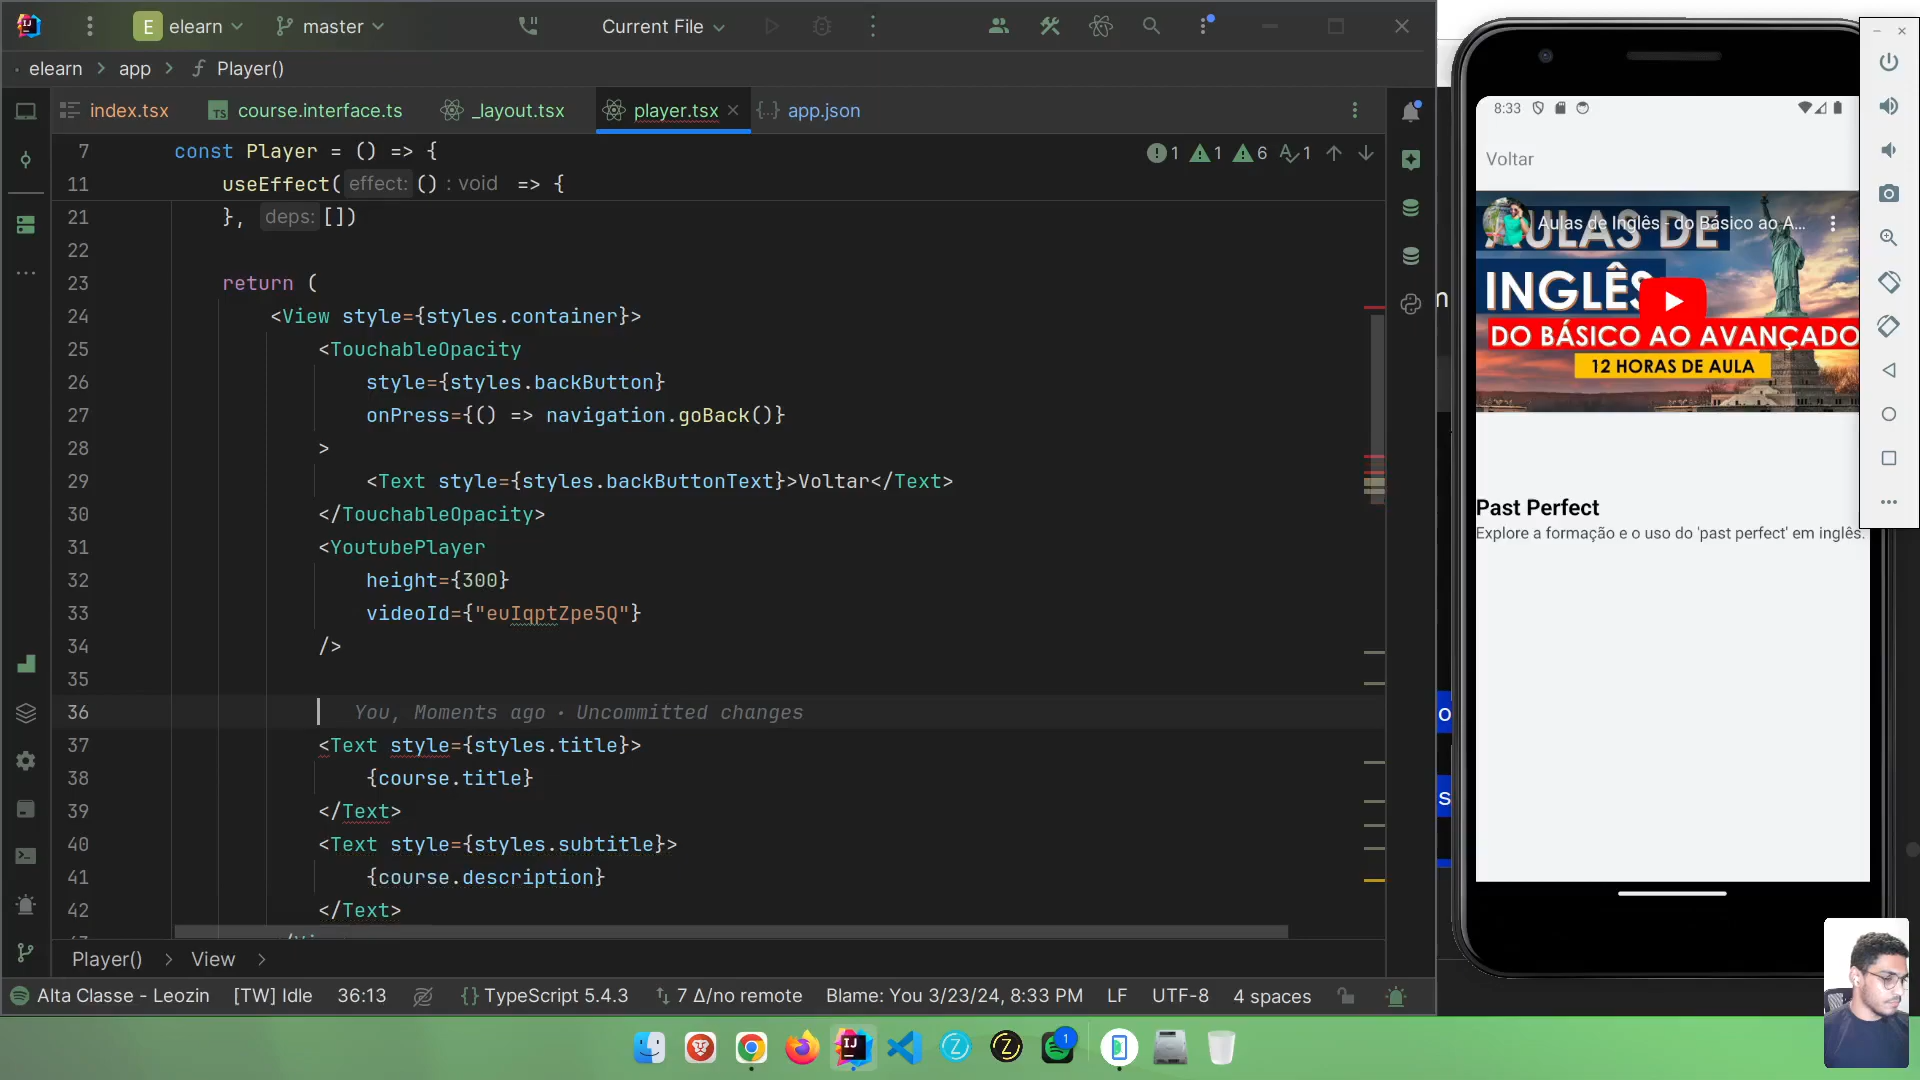 E elearn
master
Current File
elearn > app > Player()
index.tsx
course.interface.ts
_layout.tsx
player.tsx
app.json
1 1 6 1
7 const Player = () => {
11 useEffect( effect: () : void => {
21 }, deps: [])
22
23 return (
24 <View style={styles.container}>
25 <TouchableOpacity
26 style={styles.backButton}
27 onPress={() => navigation.goBack()}
28 >
29 <Text style={styles.backButtonText}>Voltar</Text>
30 </TouchableOpacity>
31 <YoutubePlayer
32 height={300}
33 videoId={"euIqptZpe5Q"}
34 />
35
36 You, Moments ago · Uncommitted changes
37 <Text style={styles.title}>
38 {course.title}
39 </Text>
40 <Text style={styles.subtitle}>
41 {course.description}
42 </Text>
Player() > View >
Alta Classe - Leozin
[TW] Idle
36:13
{} TypeScript 5.4.3
7 Δ/no remote
Blame: You 3/23/24, 8:33 PM
LF
UTF-8
4 spaces
8:33
Voltar
Aulas de Inglês - do Básico ao A...
AULAS DE
INGLÊS
DO BÁSICO AO AVANÇADO
12 HORAS DE AULA
Past Perfect
Explore a formação e o uso do 'past perfect' em inglês.